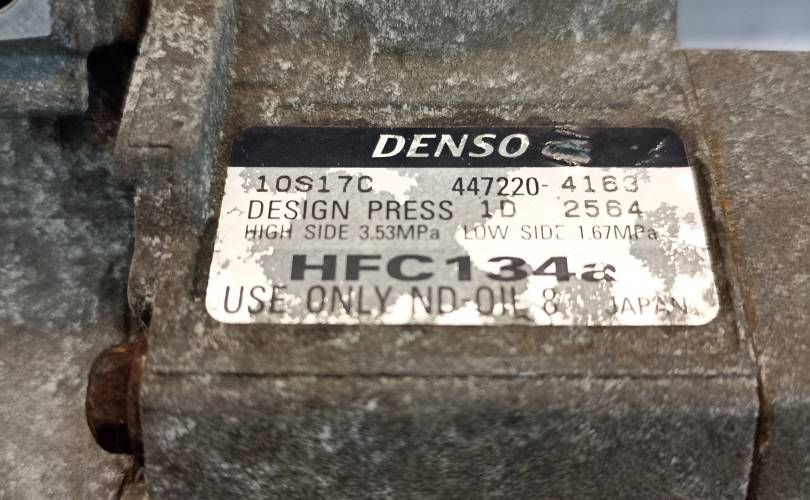 DENSO
10S17C 447220-4163
DESIGN PRESS 1D 2564
HIGH SIDE 3.53MPa LOW SIDE 1.67MPa
HFC134a
USE ONLY ND-OIL 8 JAPAN